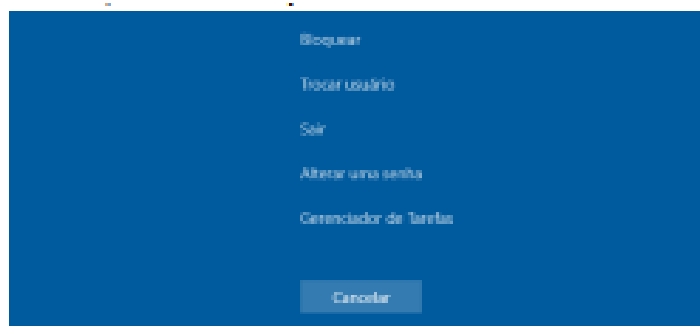 Bloquear
Trocar usuário
Sair
Alterar uma senha
Gerenciador de Tarefas
Cancelar